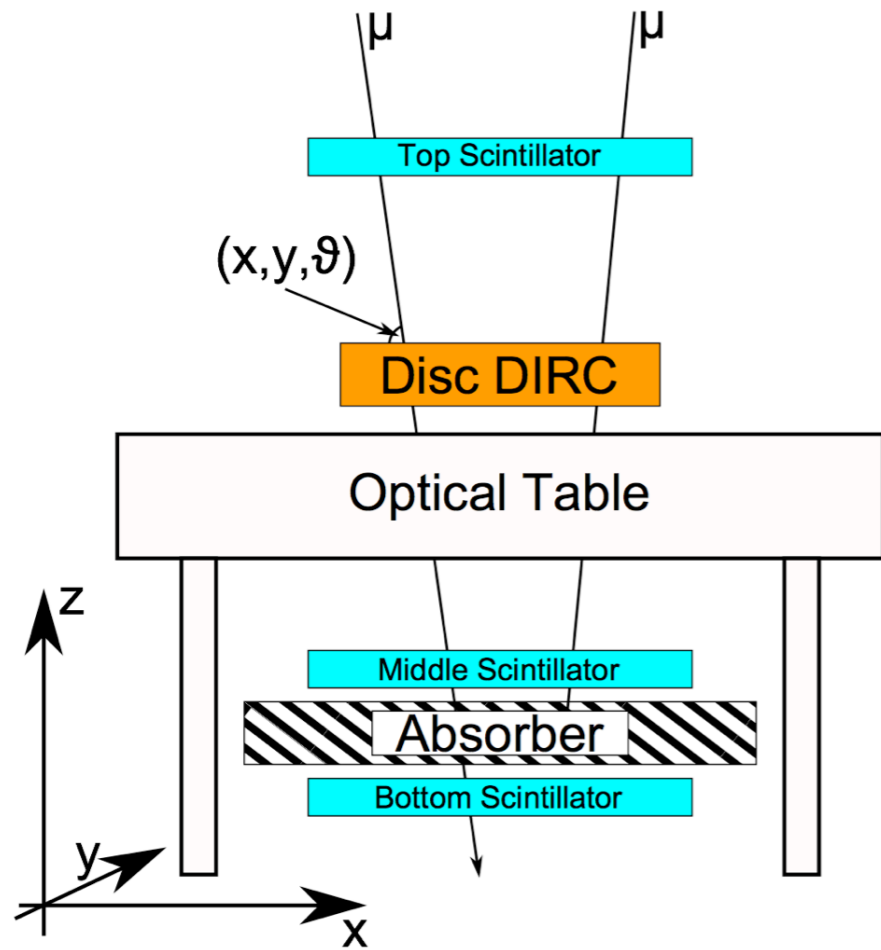 μ
μ
Top Scintillator
(x,y,ϑ)
Disc DIRC
Optical Table
z
Middle Scintillator
Absorber
Bottom Scintillator
y
x